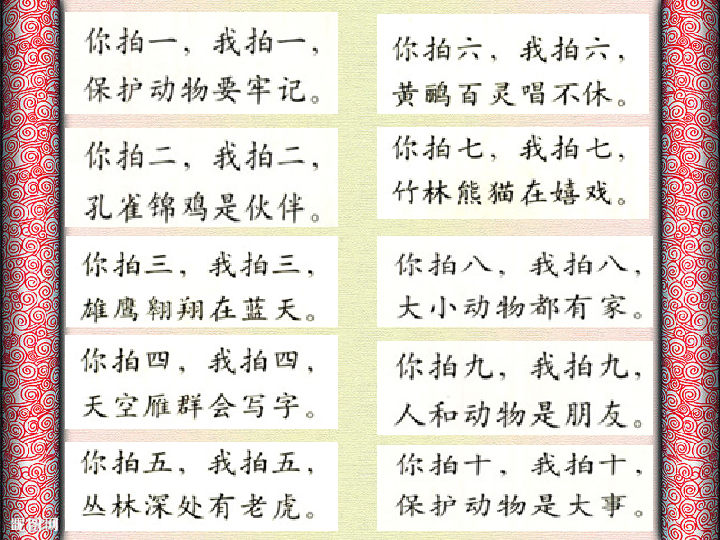 你拍一，我拍一，
保护动物要牢记。
你拍二，我拍二，
孔雀锦鸡是伙伴。
你拍三，我拍三，
雄鹰翱翔在蓝天。
你拍四，我拍四，
天空雁群会写字。
你拍五，我拍五，
丛林深处有老虎。
你拍六，我拍六，
黄鹂百灵唱不休。
你拍七，我拍七，
竹林熊猫在嬉戏。
你拍八，我拍八，
大小动物都有家。
你拍九，我拍九，
人和动物是朋友。
你拍十，我拍十，
保护动物是大事。